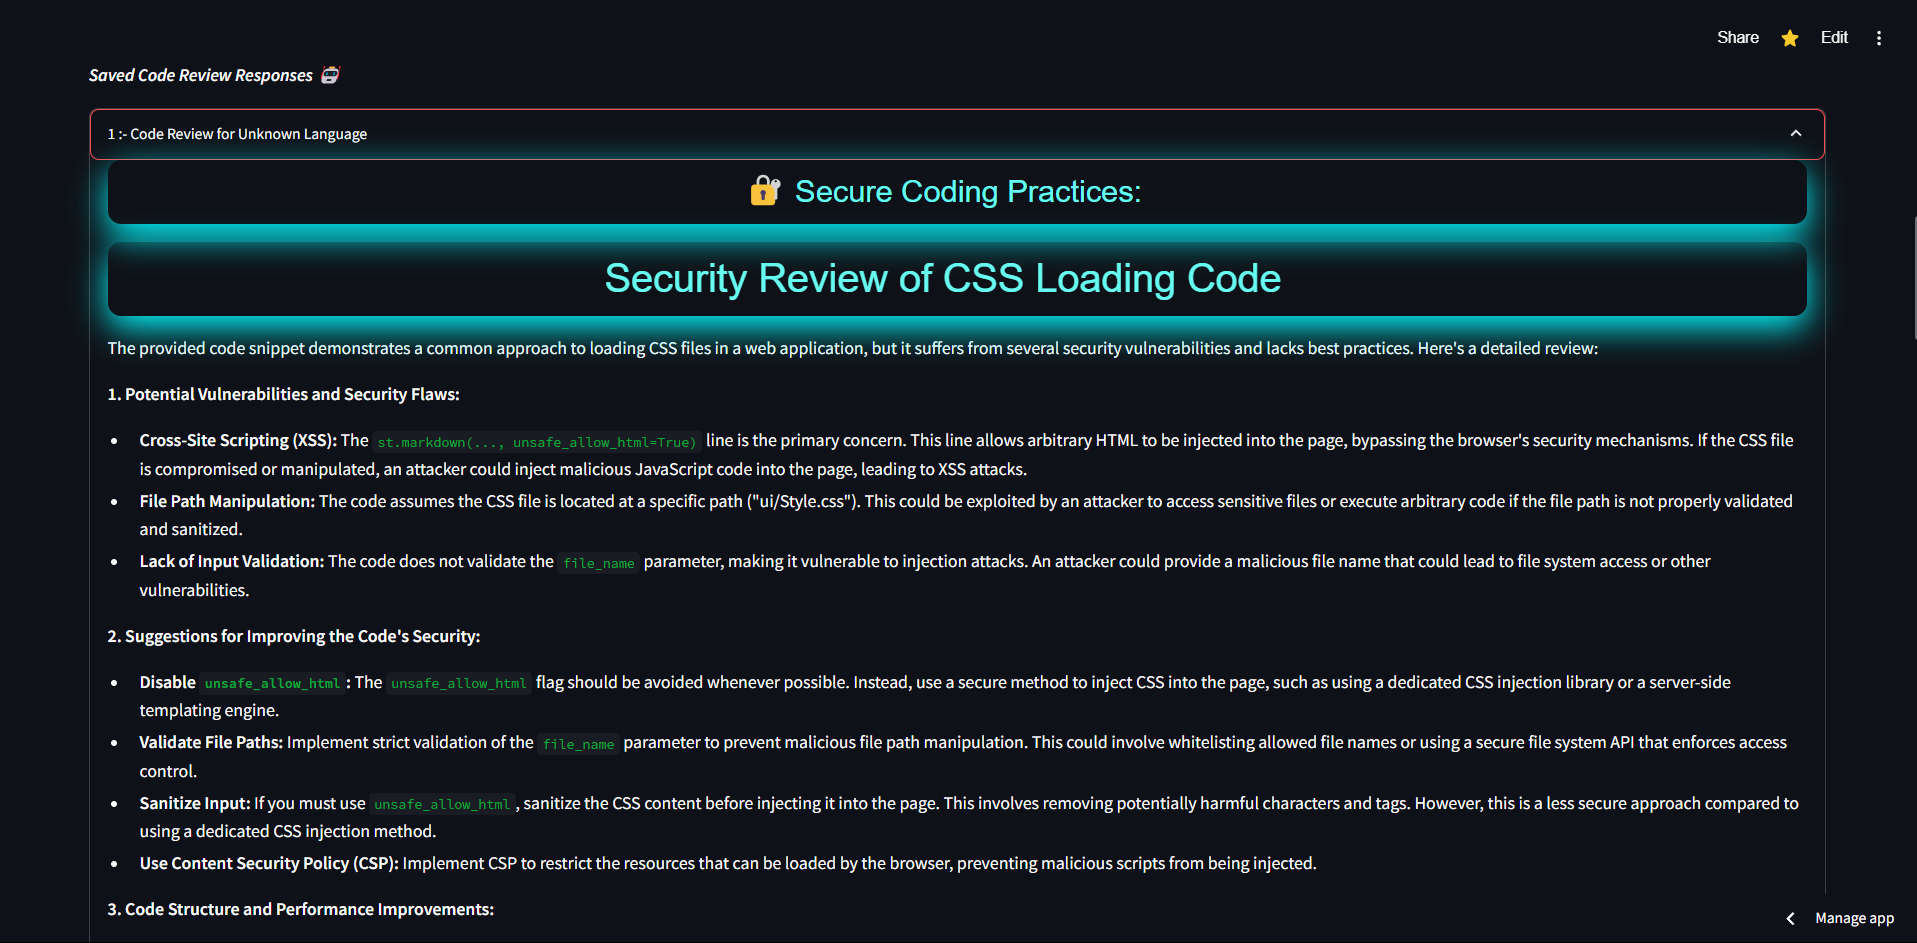 Share
Edit
Saved Code Review Responses
1 :- Code Review for Unknown Language
Secure Coding Practices:
Security Review of CSS Loading Code
The provided code snippet demonstrates a common approach to loading CSS files in a web application, but it suffers from several security vulnerabilities and lacks best practices. Here's a detailed review:
1. Potential Vulnerabilities and Security Flaws:
Cross-Site Scripting (XSS): The st.markdown(..., unsafe_allow_html=True) line is the primary concern. This line allows arbitrary HTML to be injected into the page, bypassing the browser's security mechanisms. If the CSS file
is compromised or manipulated, an attacker could inject malicious JavaScript code into the page, leading to XSS attacks.
File Path Manipulation: The code assumes the CSS file is located at a specific path ("ui/Style.css"). This could be exploited by an attacker to access sensitive files or execute arbitrary code if the file path is not properly validated
and sanitized.
Lack of Input Validation: The code does not validate the file_name parameter, making it vulnerable to injection attacks. An attacker could provide a malicious file name that could lead to file system access or other
vulnerabilities.
2. Suggestions for Improving the Code's Security:
Disable unsafe_allow_html : The unsafe_allow_html flag should be avoided whenever possible. Instead, use a secure method to inject CSS into the page, such as using a dedicated CSS injection library or a server-side
templating engine.
Validate File Paths: Implement strict validation of the file_name parameter to prevent malicious file path manipulation. This could involve whitelisting allowed file names or using a secure file system API that enforces access
control.
Sanitize Input: If you must use unsafe_allow_html, sanitize the CSS content before injecting it into the page. This involves removing potentially harmful characters and tags. However, this is a less secure approach compared to
using a dedicated CSS injection method.
Use Content Security Policy (CSP): Implement CSP to restrict the resources that can be loaded by the browser, preventing malicious scripts from being injected.
3. Code Structure and Performance Improvements:
Manage app